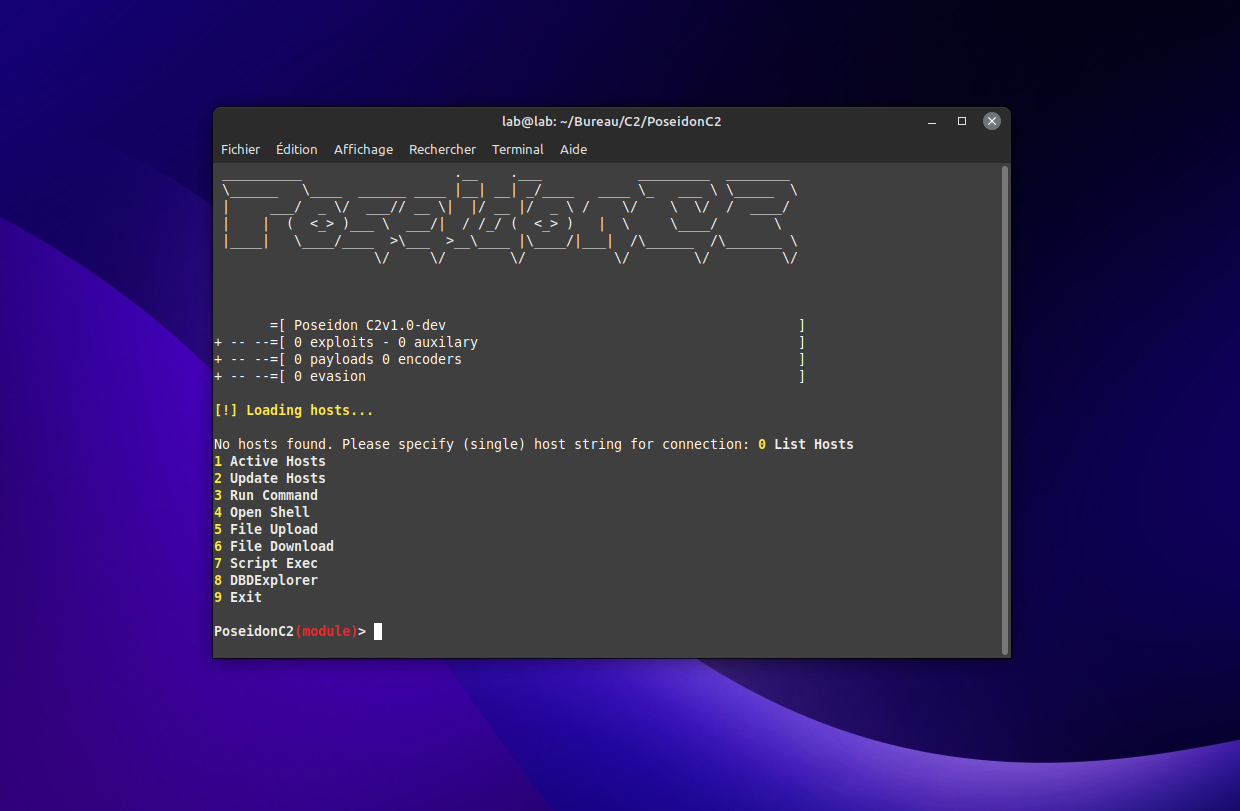 lab@lab: ~/Bureau/C2/PoseidonC2
Fichier Édition Affichage Rechercher Terminal Aide
PoseidonC2
=[ Poseidon C2v1.0-dev ]
+ -- --=[ 0 exploits - 0 auxilary ]
+ -- --=[ 0 payloads 0 encoders ]
+ -- --=[ 0 evasion ]
[!] Loading hosts...
No hosts found. Please specify (single) host string for connection: 0 List Hosts
1 Active Hosts
2 Update Hosts
3 Run Command
4 Open Shell
5 File Upload
6 File Download
7 Script Exec
8 DBDExplorer
9 Exit
PoseidonC2(module)>